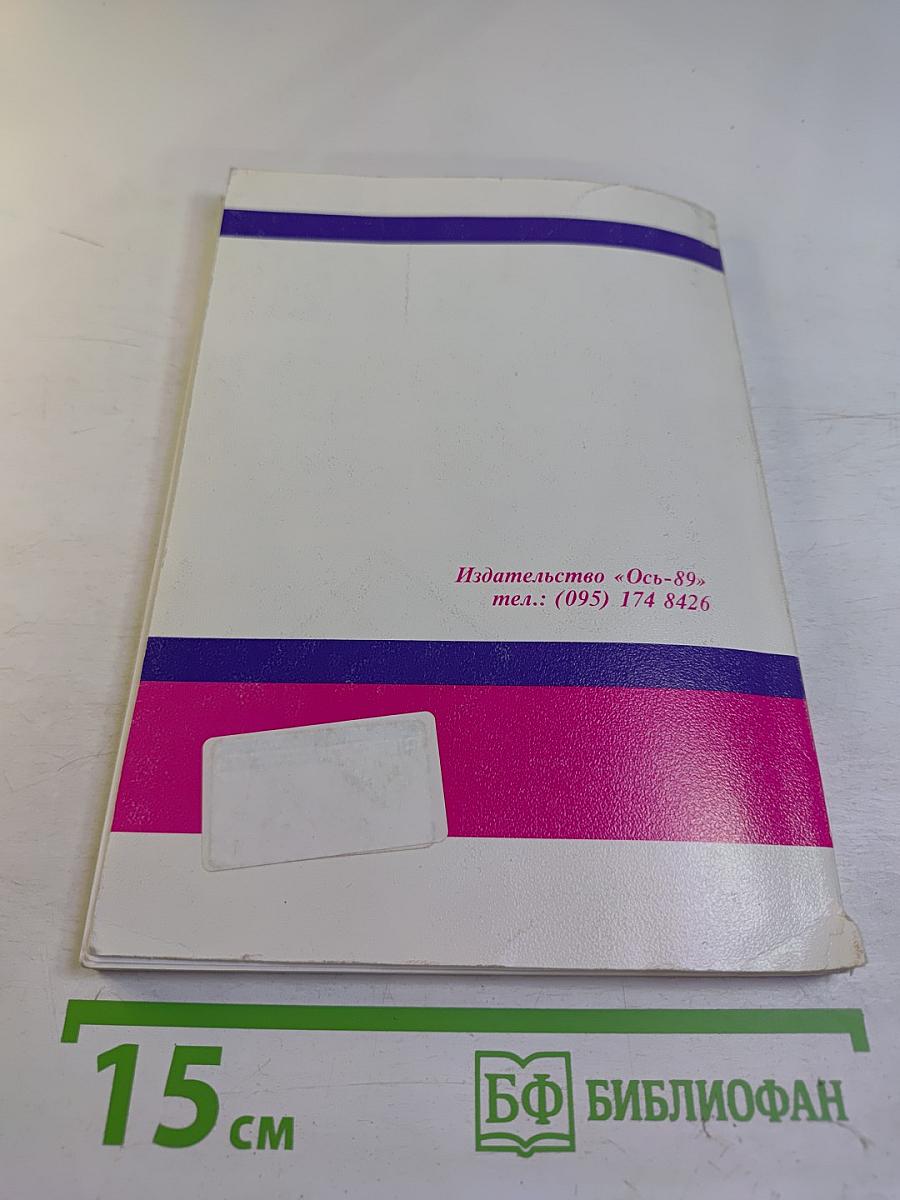 Издательство «Ось-89»
тел.: (095) 174 8426
15 см
БФ БИБЛИОФАН